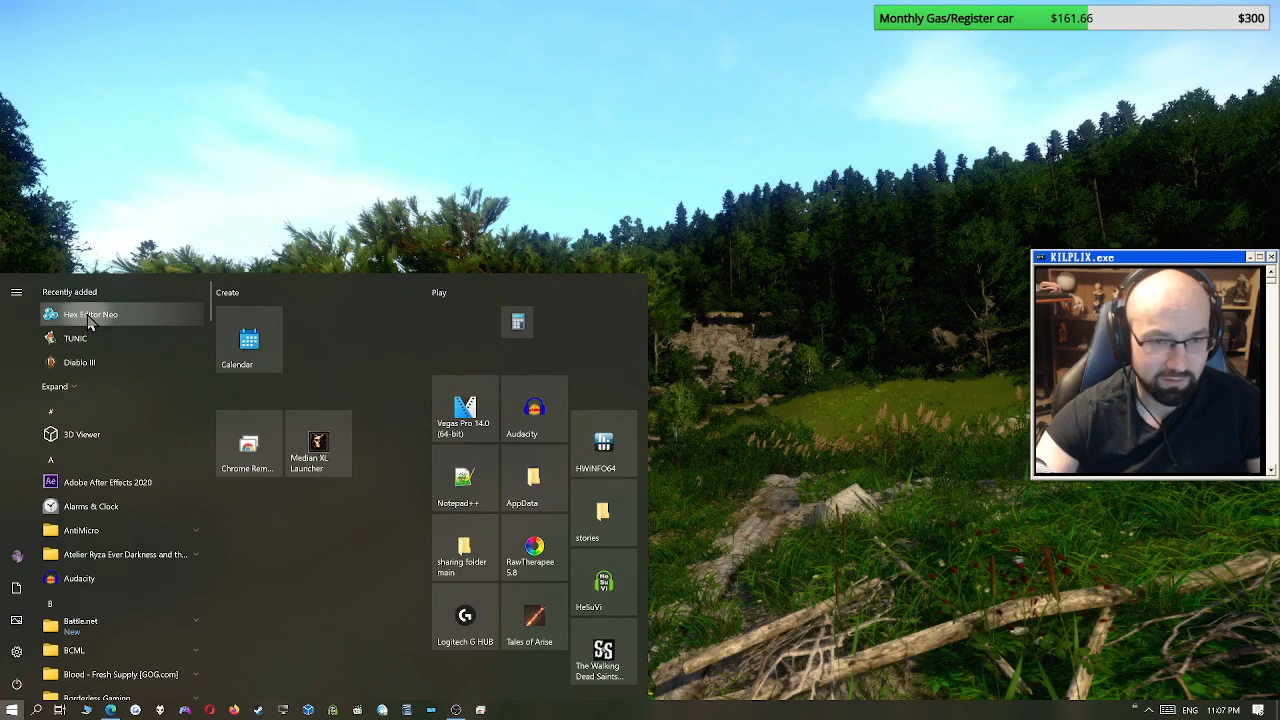 Monthly Gas/Register car $161.66 $300
KILPLIX.exe
Recently added
Hex Editor Neo
TUNIC
Diablo III
Expand
#
3D Viewer
A
Adobe After Effects 2020
Alarms & Clock
AntiMicro
Atelier Ryza Ever Darkness and th...
Audacity
B
Battle.net
New
BCML
Blood - Fresh Supply [GOG.com]
Borderlines Gaming
Create
Calendar
Chrome Rem...
Median XL
Launcher
Play
Vegas Pro 14.0
(64-bit)
Audacity
HWiNFO64
Notepad++
AppData
stories
sharing folder
main
RawTherapee
5.8
HeSuVi
HeSuVi
Logitech G HUB
Tales of Arise
The Walking
Dead Saints...
11:07 PM